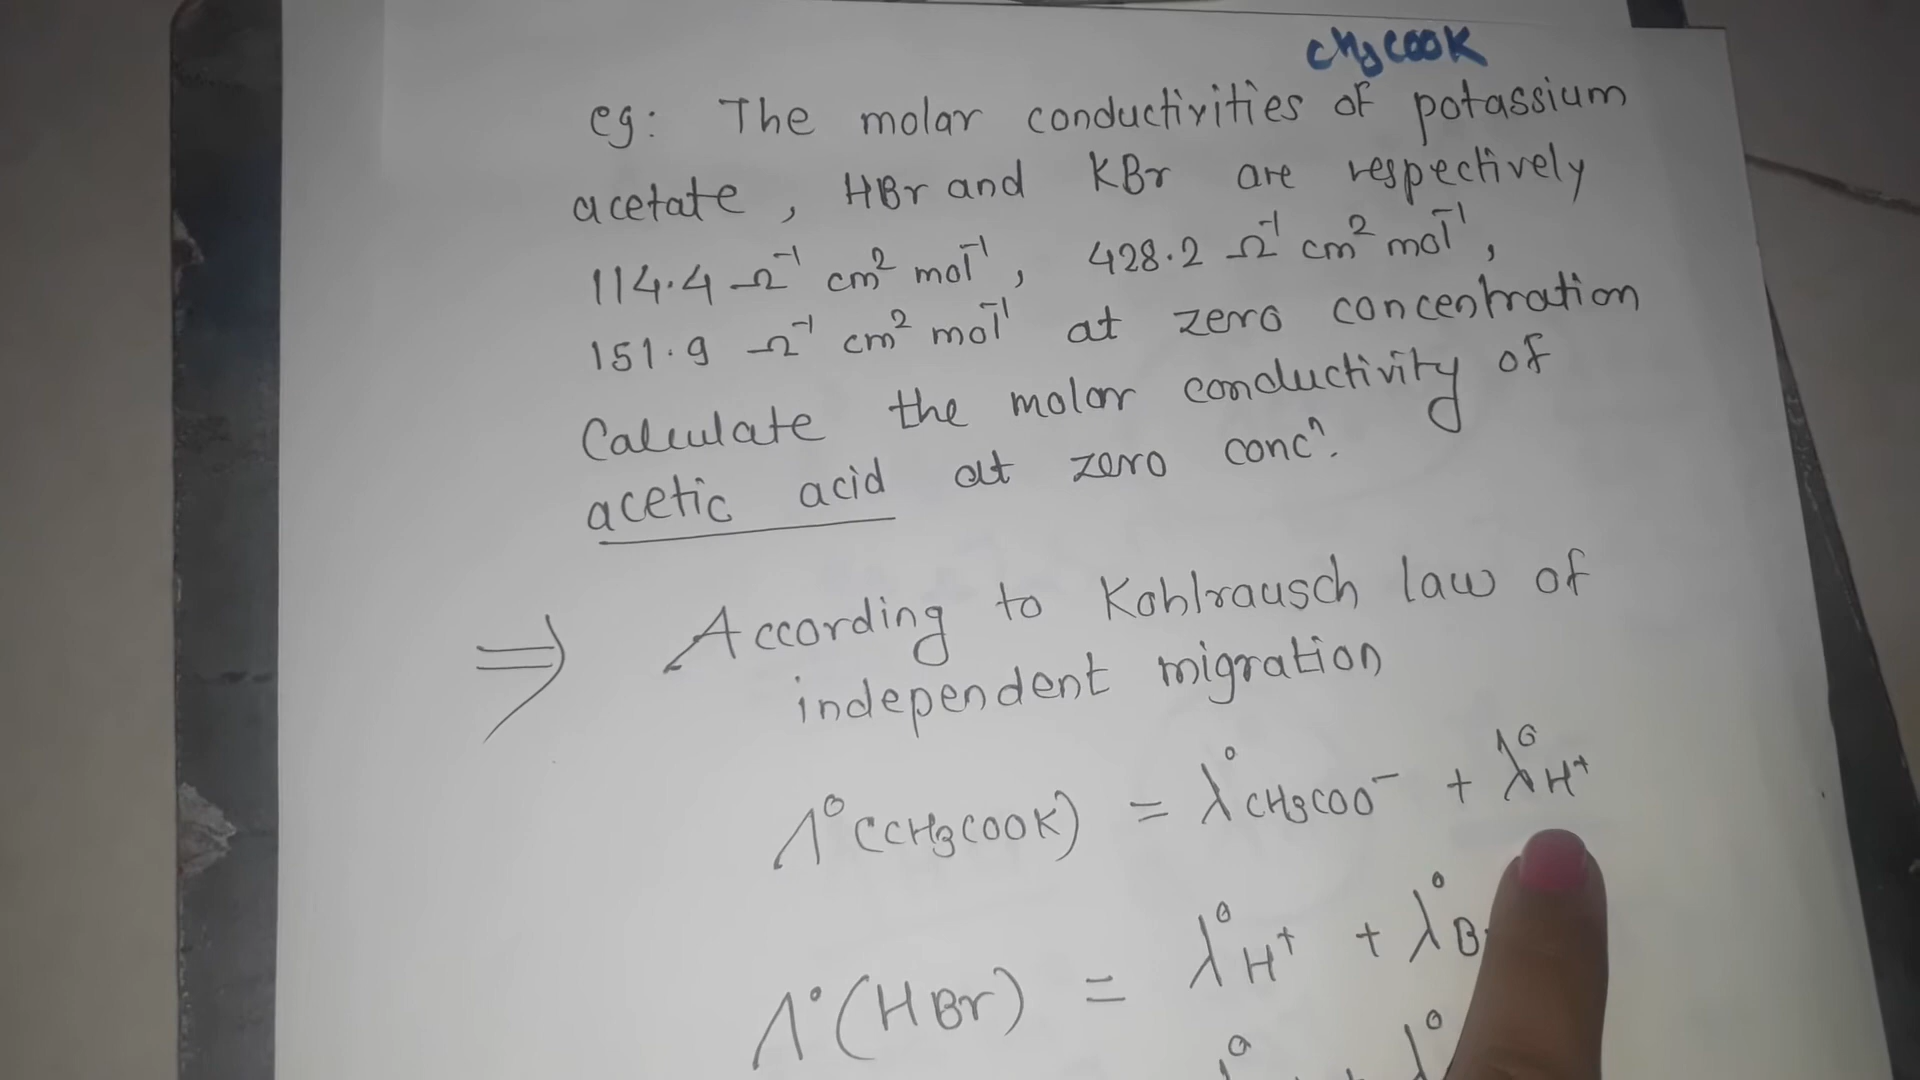 CH3COOK
eg: The molar conductivities of potassium
acetate, HBr and KBr are respectively
114.4 Ω⁻¹ cm² mol⁻¹, 428.2 Ω⁻¹ cm² mol⁻¹,
151.9 Ω⁻¹ cm² mol⁻¹ at zero concentration
Calculate the molar conductivity of
acetic acid at zero concⁿ.
⇒ According to Kohlrausch law of
independent migration
Λ°(CH3COOK) = λ°CH3COO⁻ + λ°H⁺
Λ°(HBr) = λ°H⁺ + λ°B